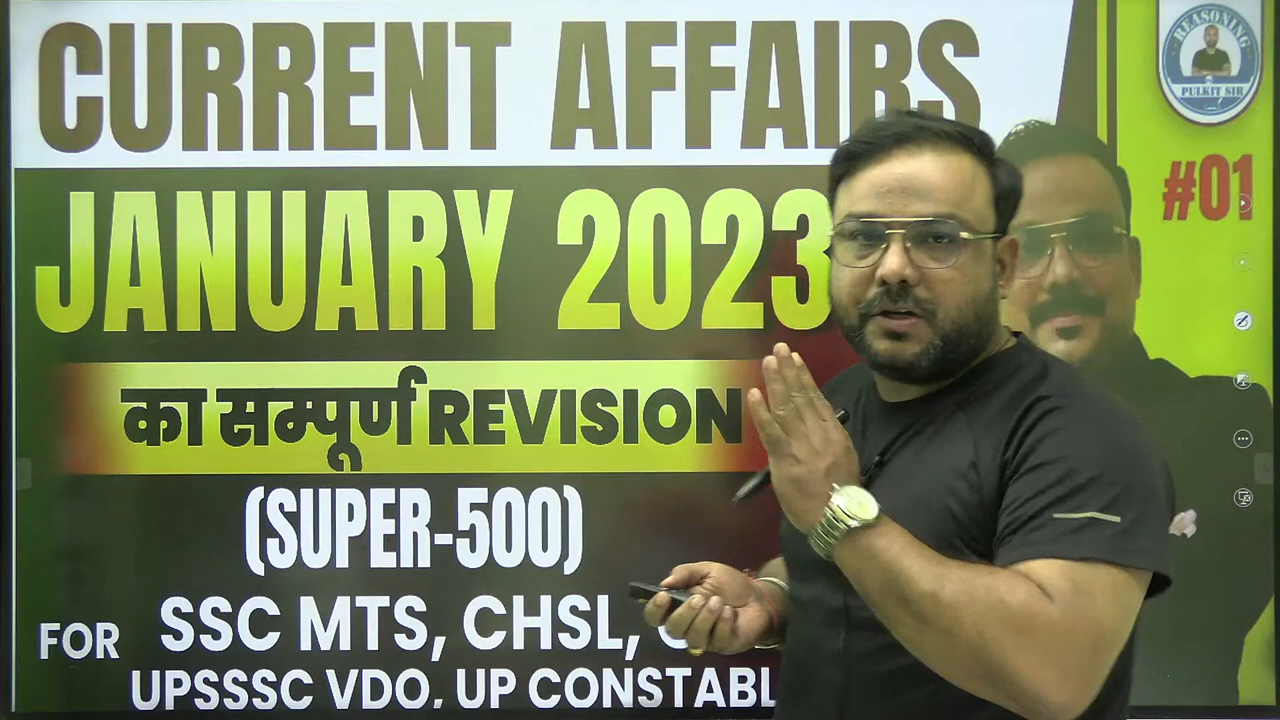 CURRENT AFFAIRS
REASONING
PULKIT SIR
#01
JANUARY 2023
का सम्पूर्ण REVISION
(SUPER-500)
FOR SSC MTS, CHSL,
UPSSSC VDO, UP CONSTABL